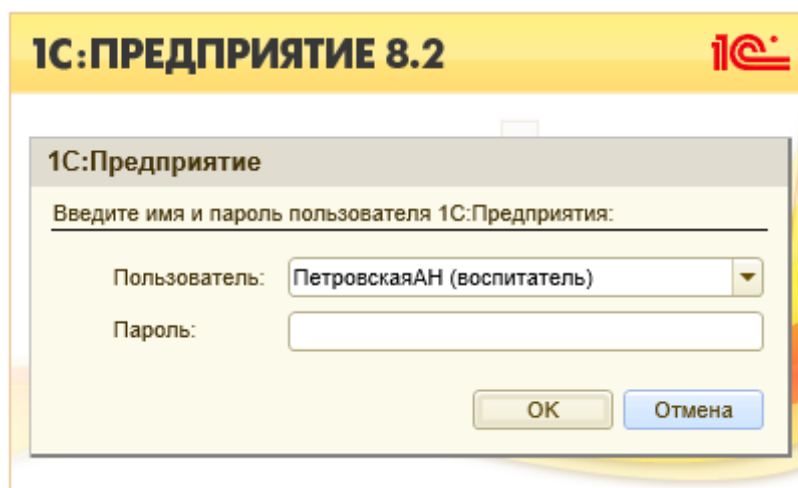 1С:ПРЕДПРИЯТИЕ 8.2 1С
1С:Предприятие
Введите имя и пароль пользователя 1С:Предприятия:
Пользователь: ПетровскаяАН (воспитатель)
Пароль:
OK Отмена